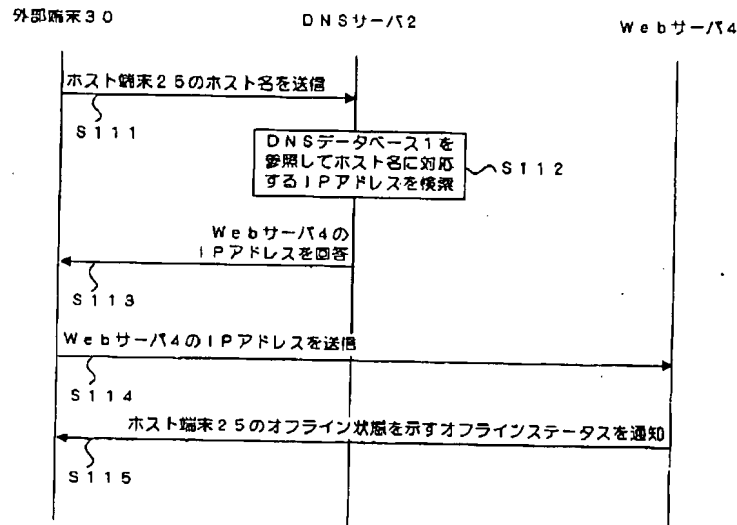 外部端末30
DNSサーバ2
Webサーバ4
ホスト端末25のホスト名を送信
S111
DNSデータベース1を
参照してホスト名に対応
するIPアドレスを検索
S112
Webサーバ4の
IPアドレスを回答
S113
Webサーバ4のIPアドレスを送信
S114
ホスト端末25のオフライン状態を示すオフラインステータスを通知
S115